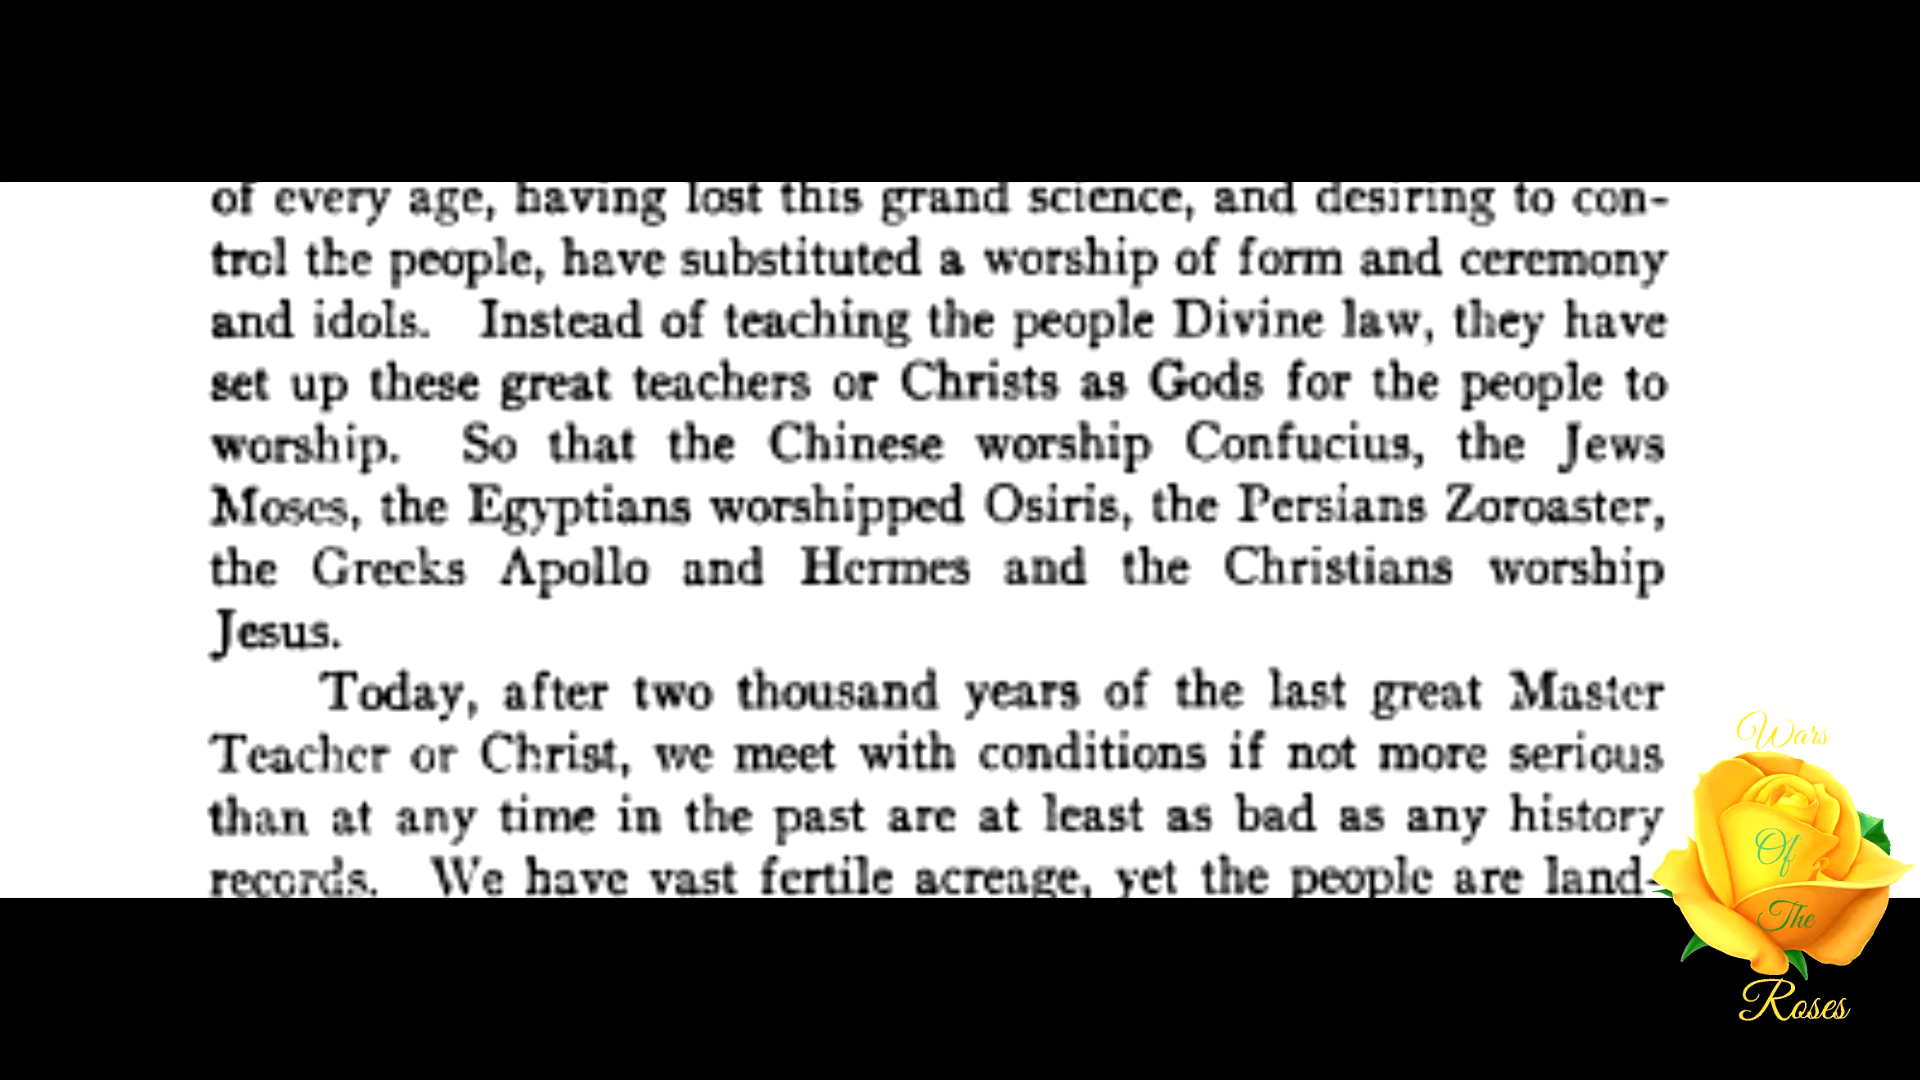 of every age, having lost this grand science, and desiring to con-
trol the people, have substituted a worship of form and ceremony
and idols. Instead of teaching the people Divine law, they have
set up these great teachers or Christs as Gods for the people to
worship. So that the Chinese worship Confucius, the Jews
Moses, the Egyptians worshipped Osiris, the Persians Zoroaster,
the Greeks Apollo and Hermes and the Christians worship
Jesus.
Today, after two thousand years of the last great Master
Teacher or Christ, we meet with conditions if not more serious
than at any time in the past are at least as bad as any history
records. We have vast fertile acreage, yet the people are land-
Wars
Of
The
Roses